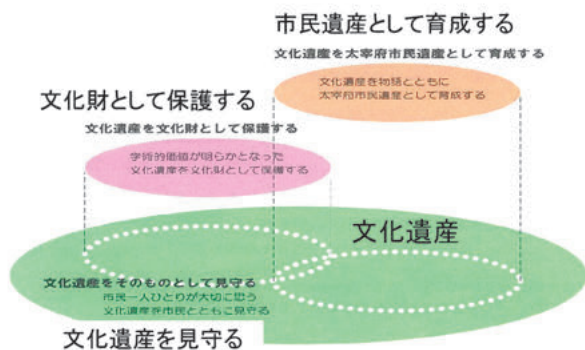 市民遺産として育成する
文化遺産を太宰府市民遺産として育成する
文化遺産を物語とともに
太宰府市民遺産として育成する
文化財として保護する
文化遺産を文化財として保護する
学術的価値が明らかとなった
文化遺産を文化財として保護する
文化遺産
文化遺産をそのものとして見守る
市民一人ひとりが大切に思う
文化遺産を市民とともに見守る
文化遺産を見守る